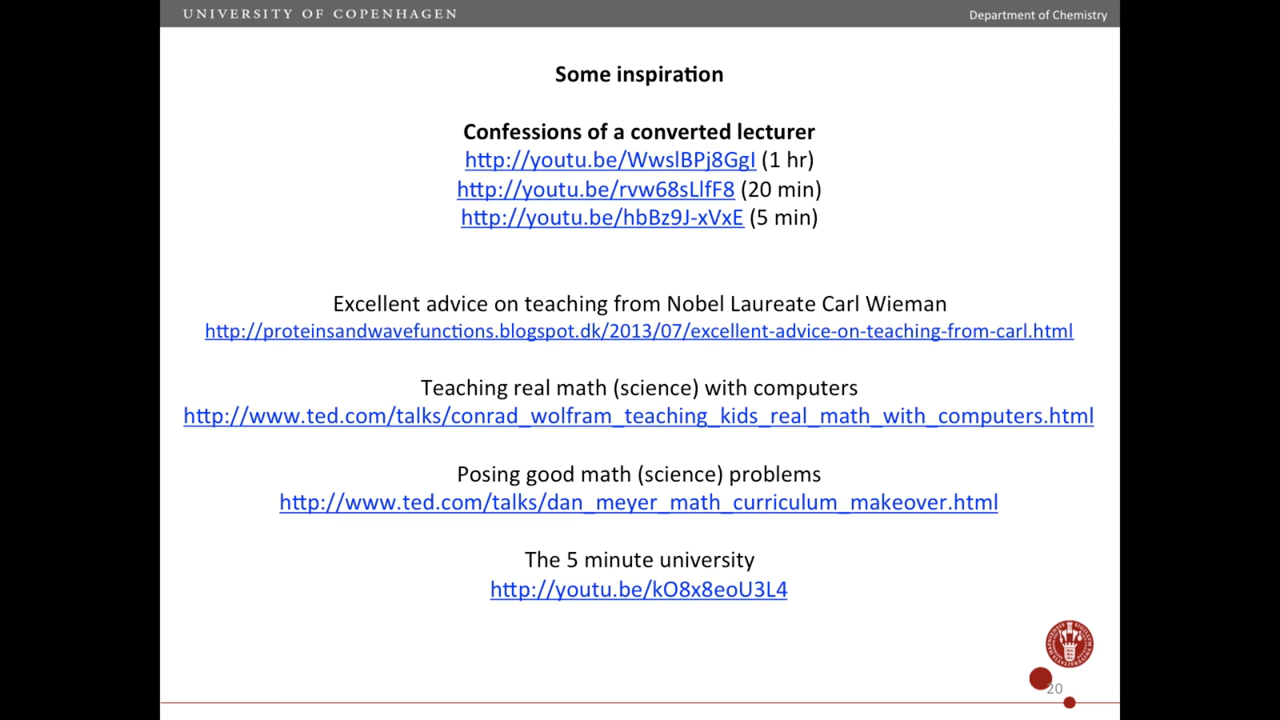 UNIVERSITY OF COPENHAGEN
Department of Chemistry
Some inspiration
Confessions of a converted lecturer
http://youtu.be/WwslBPj8GgI (1 hr)
http://youtu.be/rvw68sLlfF8 (20 min)
http://youtu.be/hbBz9J-xVxE (5 min)
Excellent advice on teaching from Nobel Laureate Carl Wieman
http://proteinsandwavefunctions.blogspot.dk/2013/07/excellent-advice-on-teaching-from-carl.html
Teaching real math (science) with computers
http://www.ted.com/talks/conrad_wolfram_teaching_kids_real_math_with_computers.html
Posing good math (science) problems
http://www.ted.com/talks/dan_meyer_math_curriculum_makeover.html
The 5 minute university
http://youtu.be/kO8x8eoU3L4
20